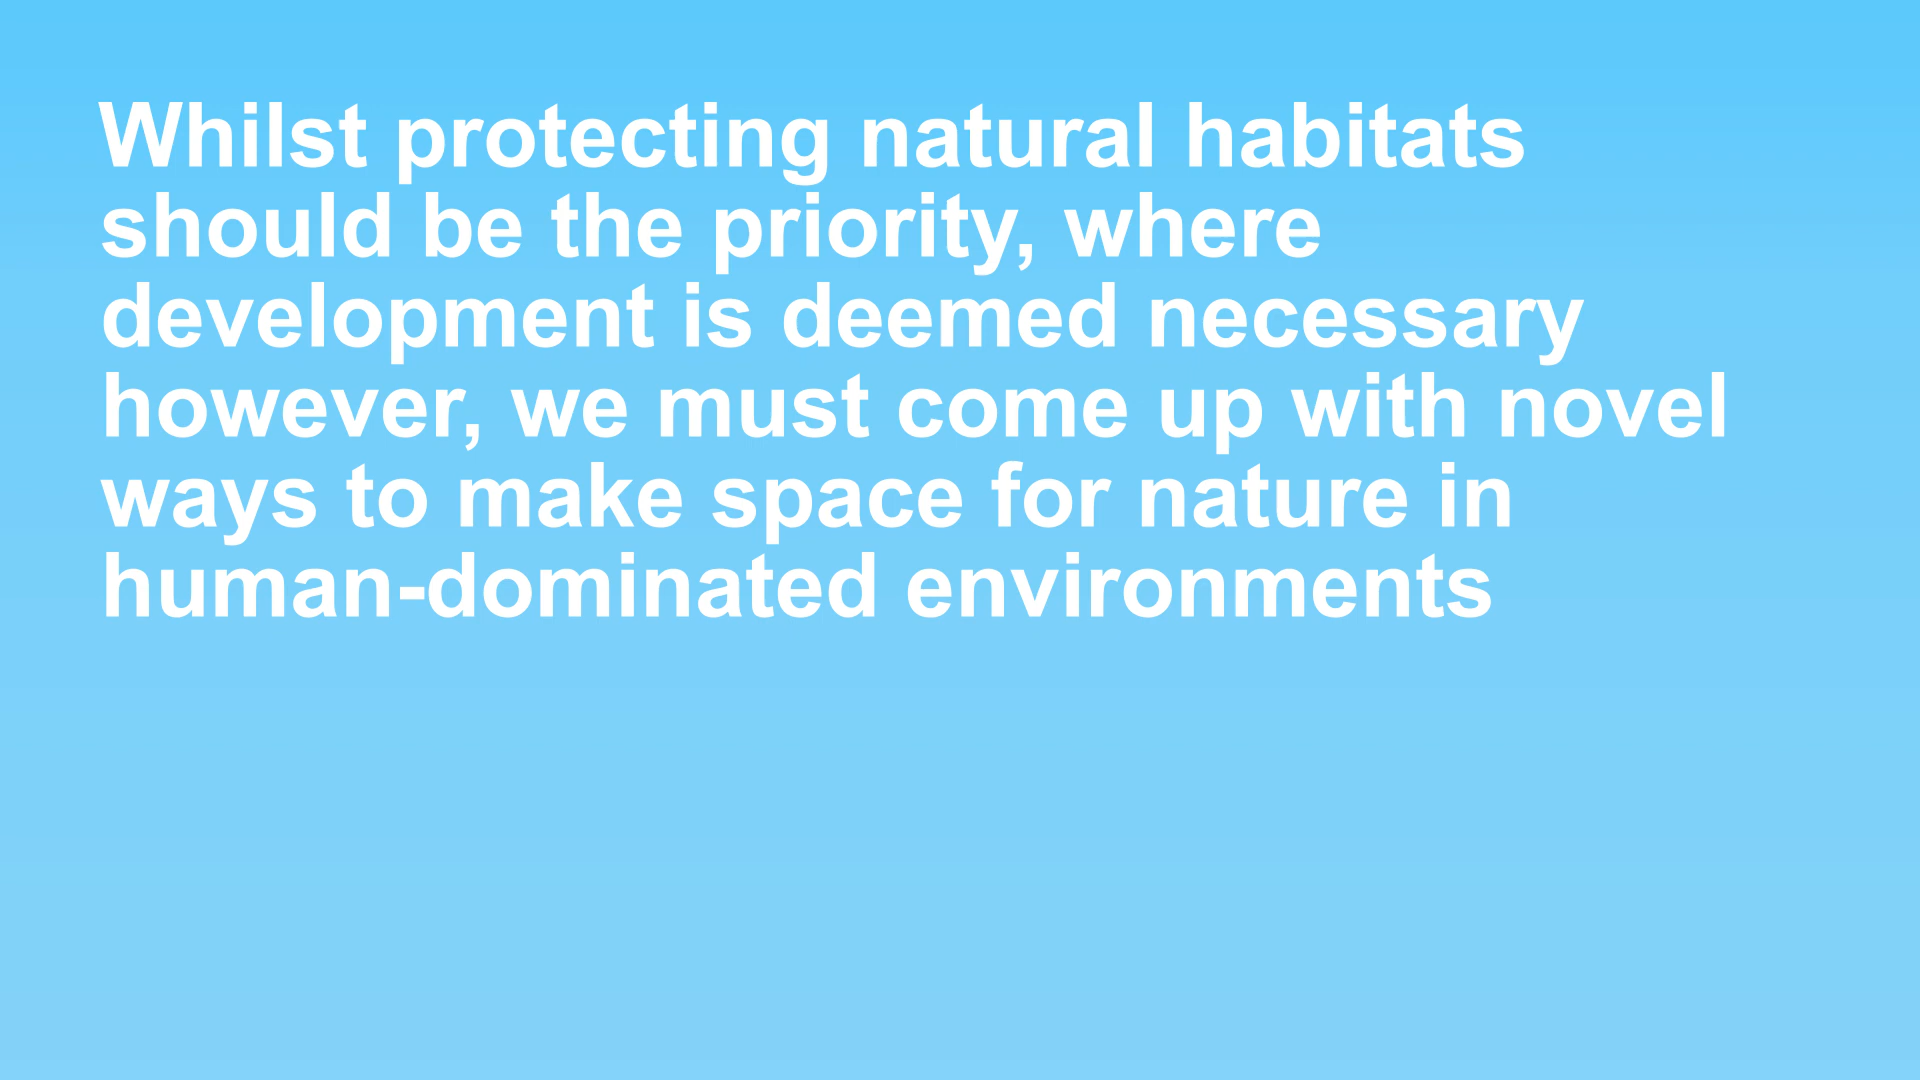 Whilst protecting natural habitats
should be the priority, where
development is deemed necessary
however, we must come up with novel
ways to make space for nature in
human-dominated environments